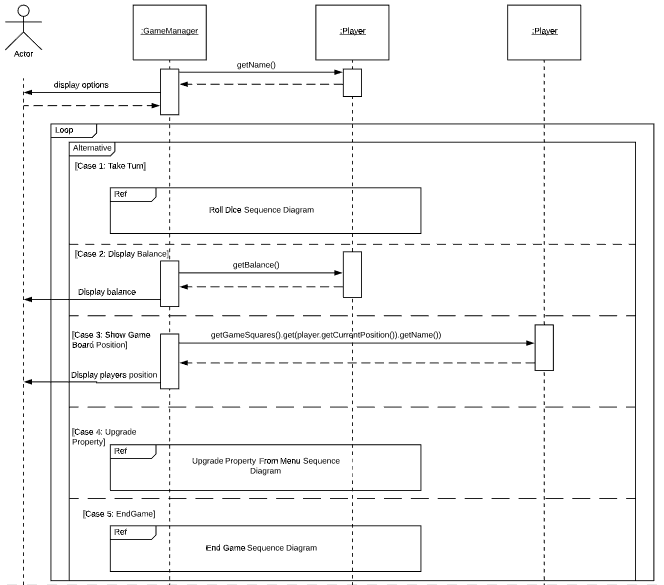 :GameManager
:Player
:Player
Actor
getName()
display options
Loop
Alternative
[Case 1: Take Turn]
Ref
Roll Dice Sequence Diagram
[Case 2: Display Balance]
getBalance()
Display balance
[Case 3: Show Game
Board Position]
getGameSquares().get(player.getCurrentPosition()).getName())
Display players position
[Case 4: Upgrade
Property]
Ref
Upgrade Property From Menu Sequence
Diagram
[Case 5: EndGame]
Ref
End Game Sequence Diagram